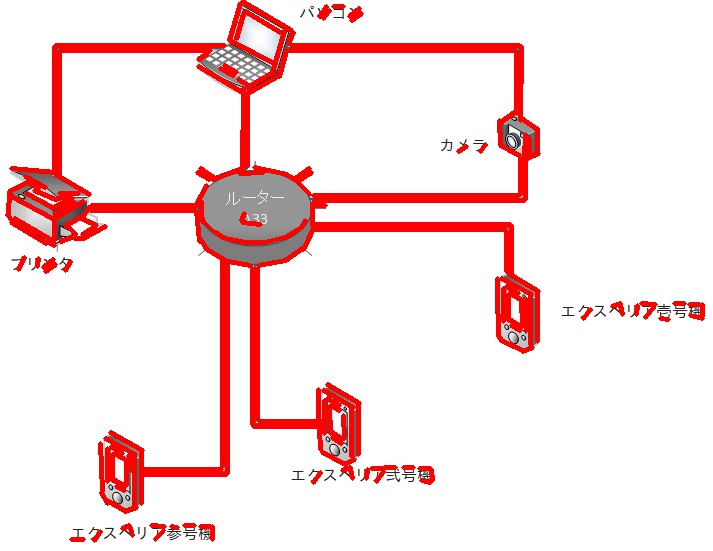 パソコン
カメラ
ルーター
A33
プリンタ
エクスペリア壱号機
エクスペリア弐号機
エクスペリア参号機